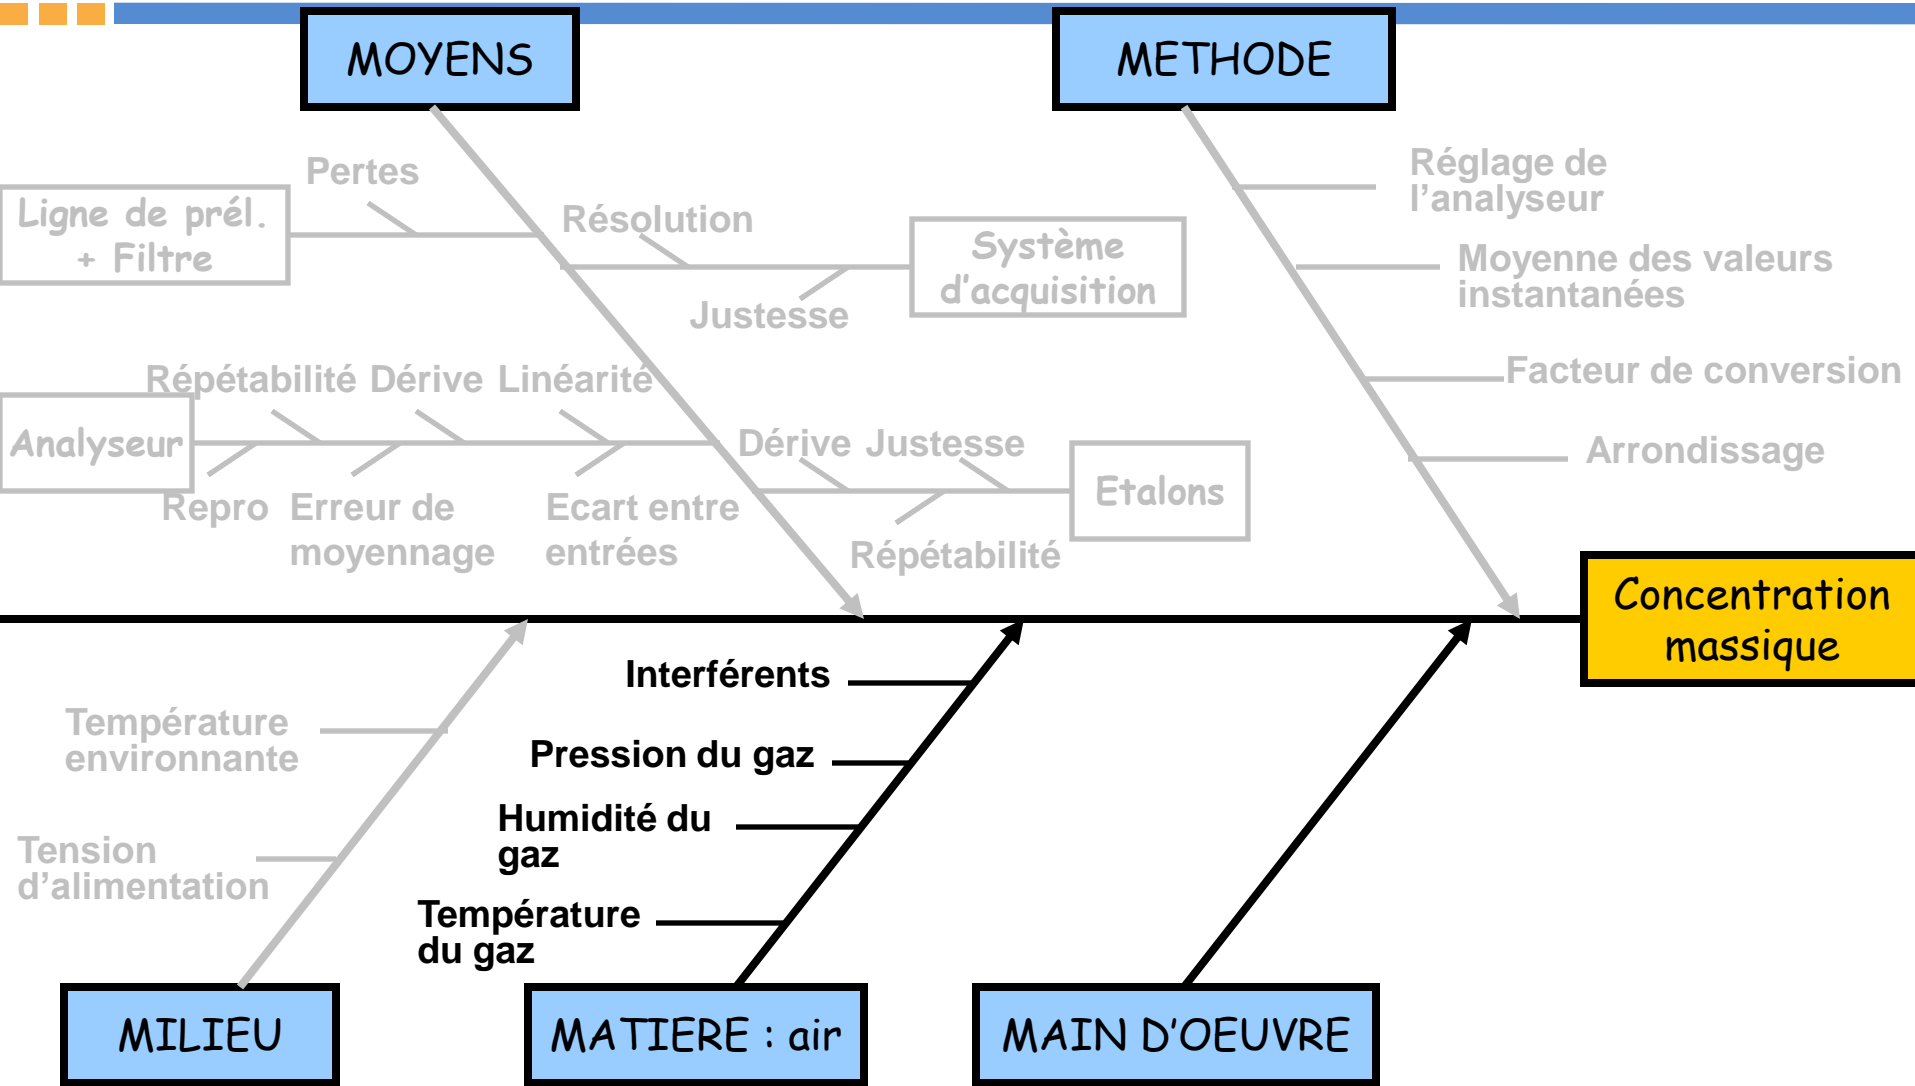 MOYENS
METHODE
Pertes
Ligne de prél.
+ Filtre
Résolution
Justesse
Système
d'acquisition
Réglage de
l’analyseur
Moyenne des valeurs
instantanées
Facteur de conversion
Arrondissage
Répétabilité
Dérive
Linéarité
Analyseur
Repro
Erreur de
moyennage
Ecart entre
entrées
Dérive
Justesse
Etalons
Répétabilité
Concentration
massique
Température
environnante
Tension
d’alimentation
Interférents
Pression du gaz
Humidité du
gaz
Température
du gaz
MILIEU
MATIERE : air
MAIN D'OEUVRE